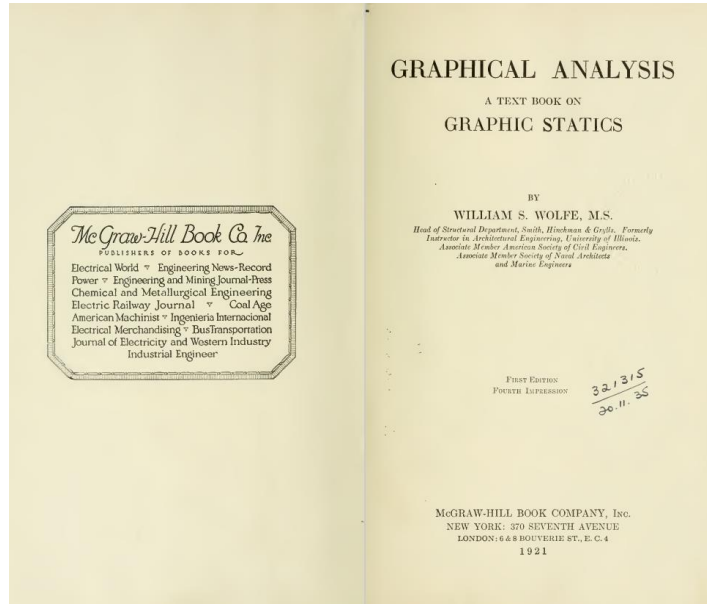 McGraw-Hill Book Co. Inc
PUBLISHERS OF BOOKS FOR
Electrical World ▿ Engineering News-Record
Power ▿ Engineering and Mining Journal-Press
Chemical and Metallurgical Engineering
Electric Railway Journal ▿ Coal Age
American Machinist ▿ Ingenieria Internacional
Electrical Merchandising ▿ BusTransportation
Journal of Electricity and Western Industry
Industrial Engineer
GRAPHICAL ANALYSIS
A TEXT BOOK ON
GRAPHIC STATICS
BY
WILLIAM S. WOLFE, M.S.
Head of Structural Department, Smith, Hinchman & Grylls. Formerly
Instructor in Architectural Engineering, University of Illinois.
Associate Member American Society of Civil Engineers.
Associate Member Society of Naval Architects
and Marine Engineers
FIRST EDITION
FOURTH IMPRESSION
321315
20.11.35
McGRAW-HILL BOOK COMPANY, INC.
NEW YORK: 370 SEVENTH AVENUE
LONDON: 6 & 8 BOUVERIE ST., E. C. 4
1921